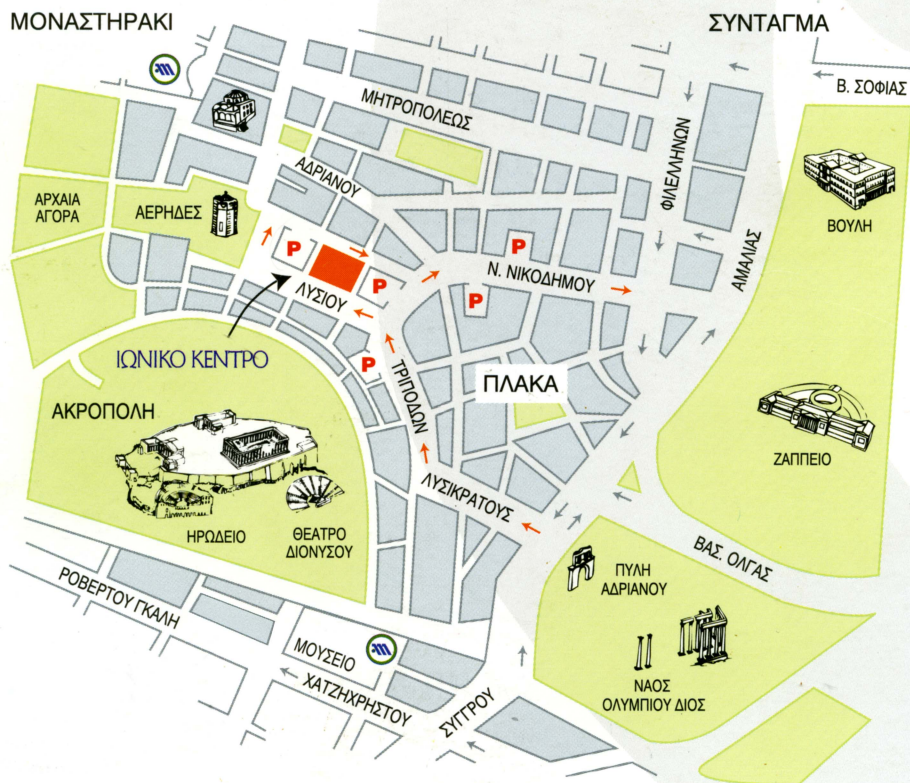 ΜΟΝΑΣΤΗΡΑΚΙ
ΣΥΝΤΑΓΜΑ
Β. ΣΟΦΙΑΣ
ΜΗΤΡΟΠΟΛΕΩΣ
ΦΙΛΕΛΛΗΝΩΝ
ΑΔΡΙΑΝΟΥ
ΑΡΧΑΙΑ
ΑΓΟΡΑ
ΑΕΡΗΔΕΣ
ΒΟΥΛΗ
ΑΜΑΛΙΑΣ
P
P
Ν. ΝΙΚΟΔΗΜΟΥ
P
P
ΛΥΣΙΟΥ
ΙΩΝΙΚΟ ΚΕΝΤΡΟ
P
ΤΡΙΠΟΔΩΝ
ΠΛΑΚΑ
ΑΚΡΟΠΟΛΗ
ΖΑΠΠΕΙΟ
ΛΥΣΙΚΡΑΤΟΥΣ
ΗΡΩΔΕΙΟ
ΘΕΑΤΡΟ
ΔΙΟΝΥΣΟΥ
ΒΑΣ. ΟΛΓΑΣ
ΠΥΛΗ
ΑΔΡΙΑΝΟΥ
ΡΟΒΕΡΤΟΥ ΓΚΑΛΗ
ΜΟΥΣΕΙΟ
ΧΑΤΖΗΧΡΗΣΤΟΥ
ΣΥΓΓΡΟΥ
ΝΑΟΣ
ΟΛΥΜΠΙΟΥ ΔΙΟΣ